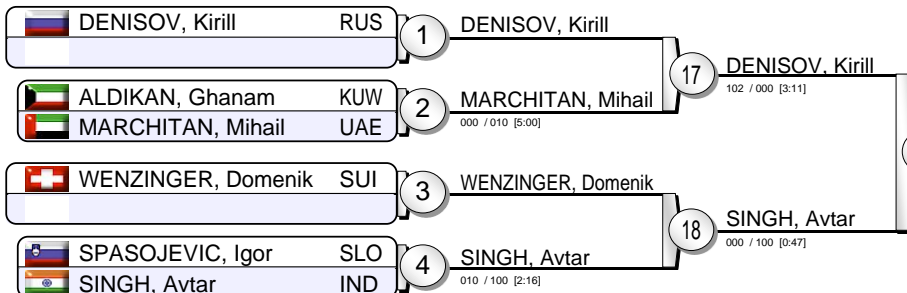 DENISOV, Kirill RUS
1
DENISOV, Kirill
ALDIKAN, Ghanam KUW
MARCHITAN, Mihail UAE
2
MARCHITAN, Mihail
000 / 010 [5:00]
17
DENISOV, Kirill
102 / 000 [3:11]
WENZINGER, Domenik SUI
3
WENZINGER, Domenik
SPASOJEVIC, Igor SLO
SINGH, Avtar IND
4
SINGH, Avtar
010 / 100 [2:16]
18
SINGH, Avtar
000 / 100 [0:47]